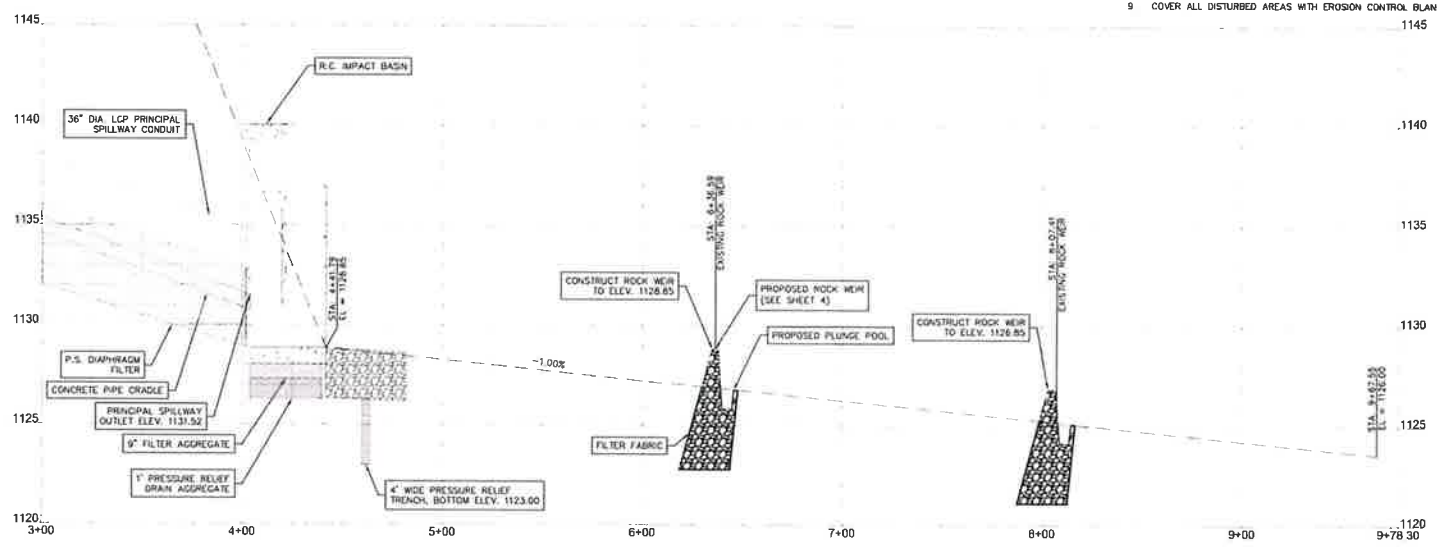 9 COVER ALL DISTURBED AREAS WITH EROSION CONTROL BLAN
1145
1145
R.C. IMPACT BASIN
36" DIA. LCP PRINCIPAL
SPILLWAY CONDUIT
1140
1140
1135
1135
STA: 6+36.59
EXISTING ROCK WEIR
STA: 8+07.41
EXISTING ROCK WEIR
STA: 4+41.79
EL = 1128.85
CONSTRUCT ROCK WEIR
TO ELEV. 1128.85
PROPOSED ROCK WEIR
(SEE SHEET 4)
PROPOSED PLUNGE POOL
CONSTRUCT ROCK WEIR
TO ELEV. 1126.85
1130
1130
P.S. DIAPHRAGM
FILTER
CONCRETE PIPE CRADLE
PRINCIPAL SPILLWAY
OUTLET ELEV. 1131.52
9" FILTER AGGREGATE
1' PRESSURE RELIEF
DRAIN AGGREGATE
-1.00%
FILTER FABRIC
4' WIDE PRESSURE RELIEF
TRENCH, BOTTOM ELEV. 1123.00
STA: 9+67.55
EL = 1126.00
1125
1125
1120
1120
3+00
4+00
5+00
6+00
7+00
8+00
9+00
9+78.30